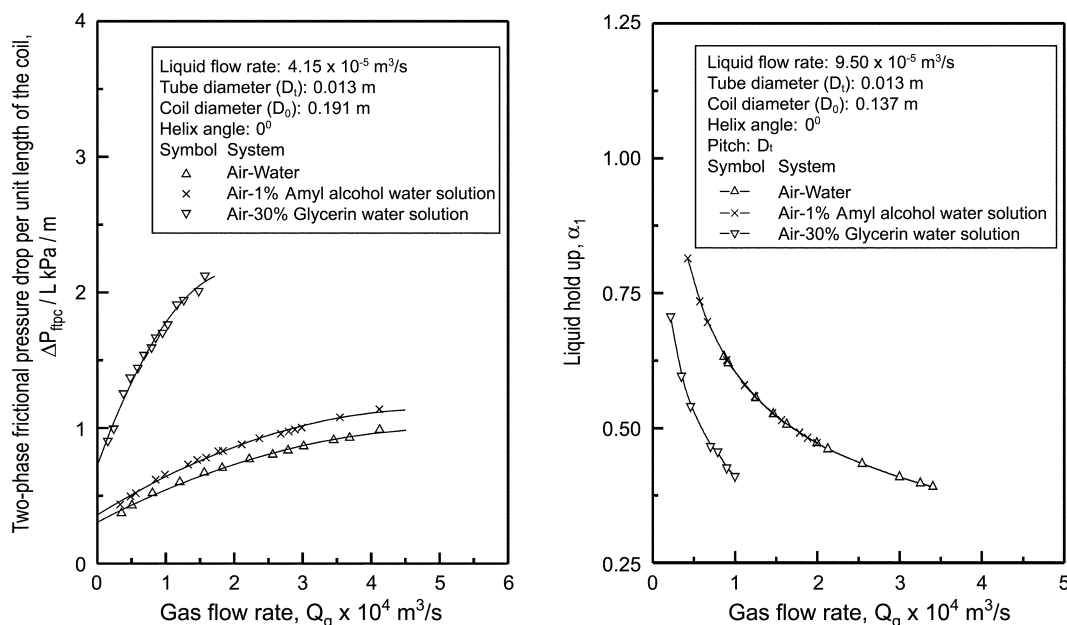 Two-phase frictional pressure drop per unit length of the coil,
ΔP_ftpc / L kPa / m
4
3
2
1
0
Liquid flow rate: 4.15 x 10⁻⁵ m³/s
Tube diameter (Dₜ): 0.013 m
Coil diameter (D₀): 0.191 m
Helix angle: 0⁰
Symbol System
Air-Water
Air-1% Amyl alcohol water solution
Air-30% Glycerin water solution
0 1 2 3 4 5 6
Gas flow rate, Q_g x 10⁴ m³/s
Liquid hold up, α₁
1.25
1.00
0.75
0.50
0.25
Liquid flow rate: 9.50 x 10⁻⁵ m³/s
Tube diameter (Dₜ): 0.013 m
Coil diameter (D₀): 0.137 m
Helix angle: 0⁰
Pitch: Dₜ
Symbol System
Air-Water
Air-1% Amyl alcohol water solution
Air-30% Glycerin water solution
0 1 2 3 4 5
Gas flow rate, Q_g x 10⁴ m³/s